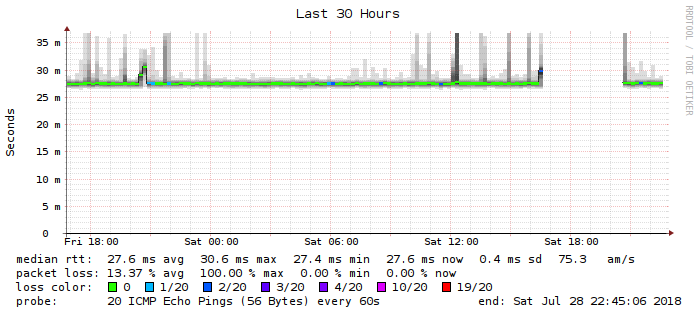 Last 30 Hours
RRDTOOL / TOBI OETIKER
Seconds
35 m
30 m
25 m
20 m
15 m
10 m
5 m
0
Fri 18:00 Sat 00:00 Sat 06:00 Sat 12:00 Sat 18:00
median rtt: 27.6 ms avg 30.6 ms max 27.4 ms min 27.6 ms now 0.4 ms sd 75.3 am/s
packet loss: 13.37 % avg 100.00 % max 0.00 % min 0.00 % now
loss color: 0 1/20 2/20 3/20 4/20 10/20 19/20
probe: 20 ICMP Echo Pings (56 Bytes) every 60s end: Sat Jul 28 22:45:06 2018